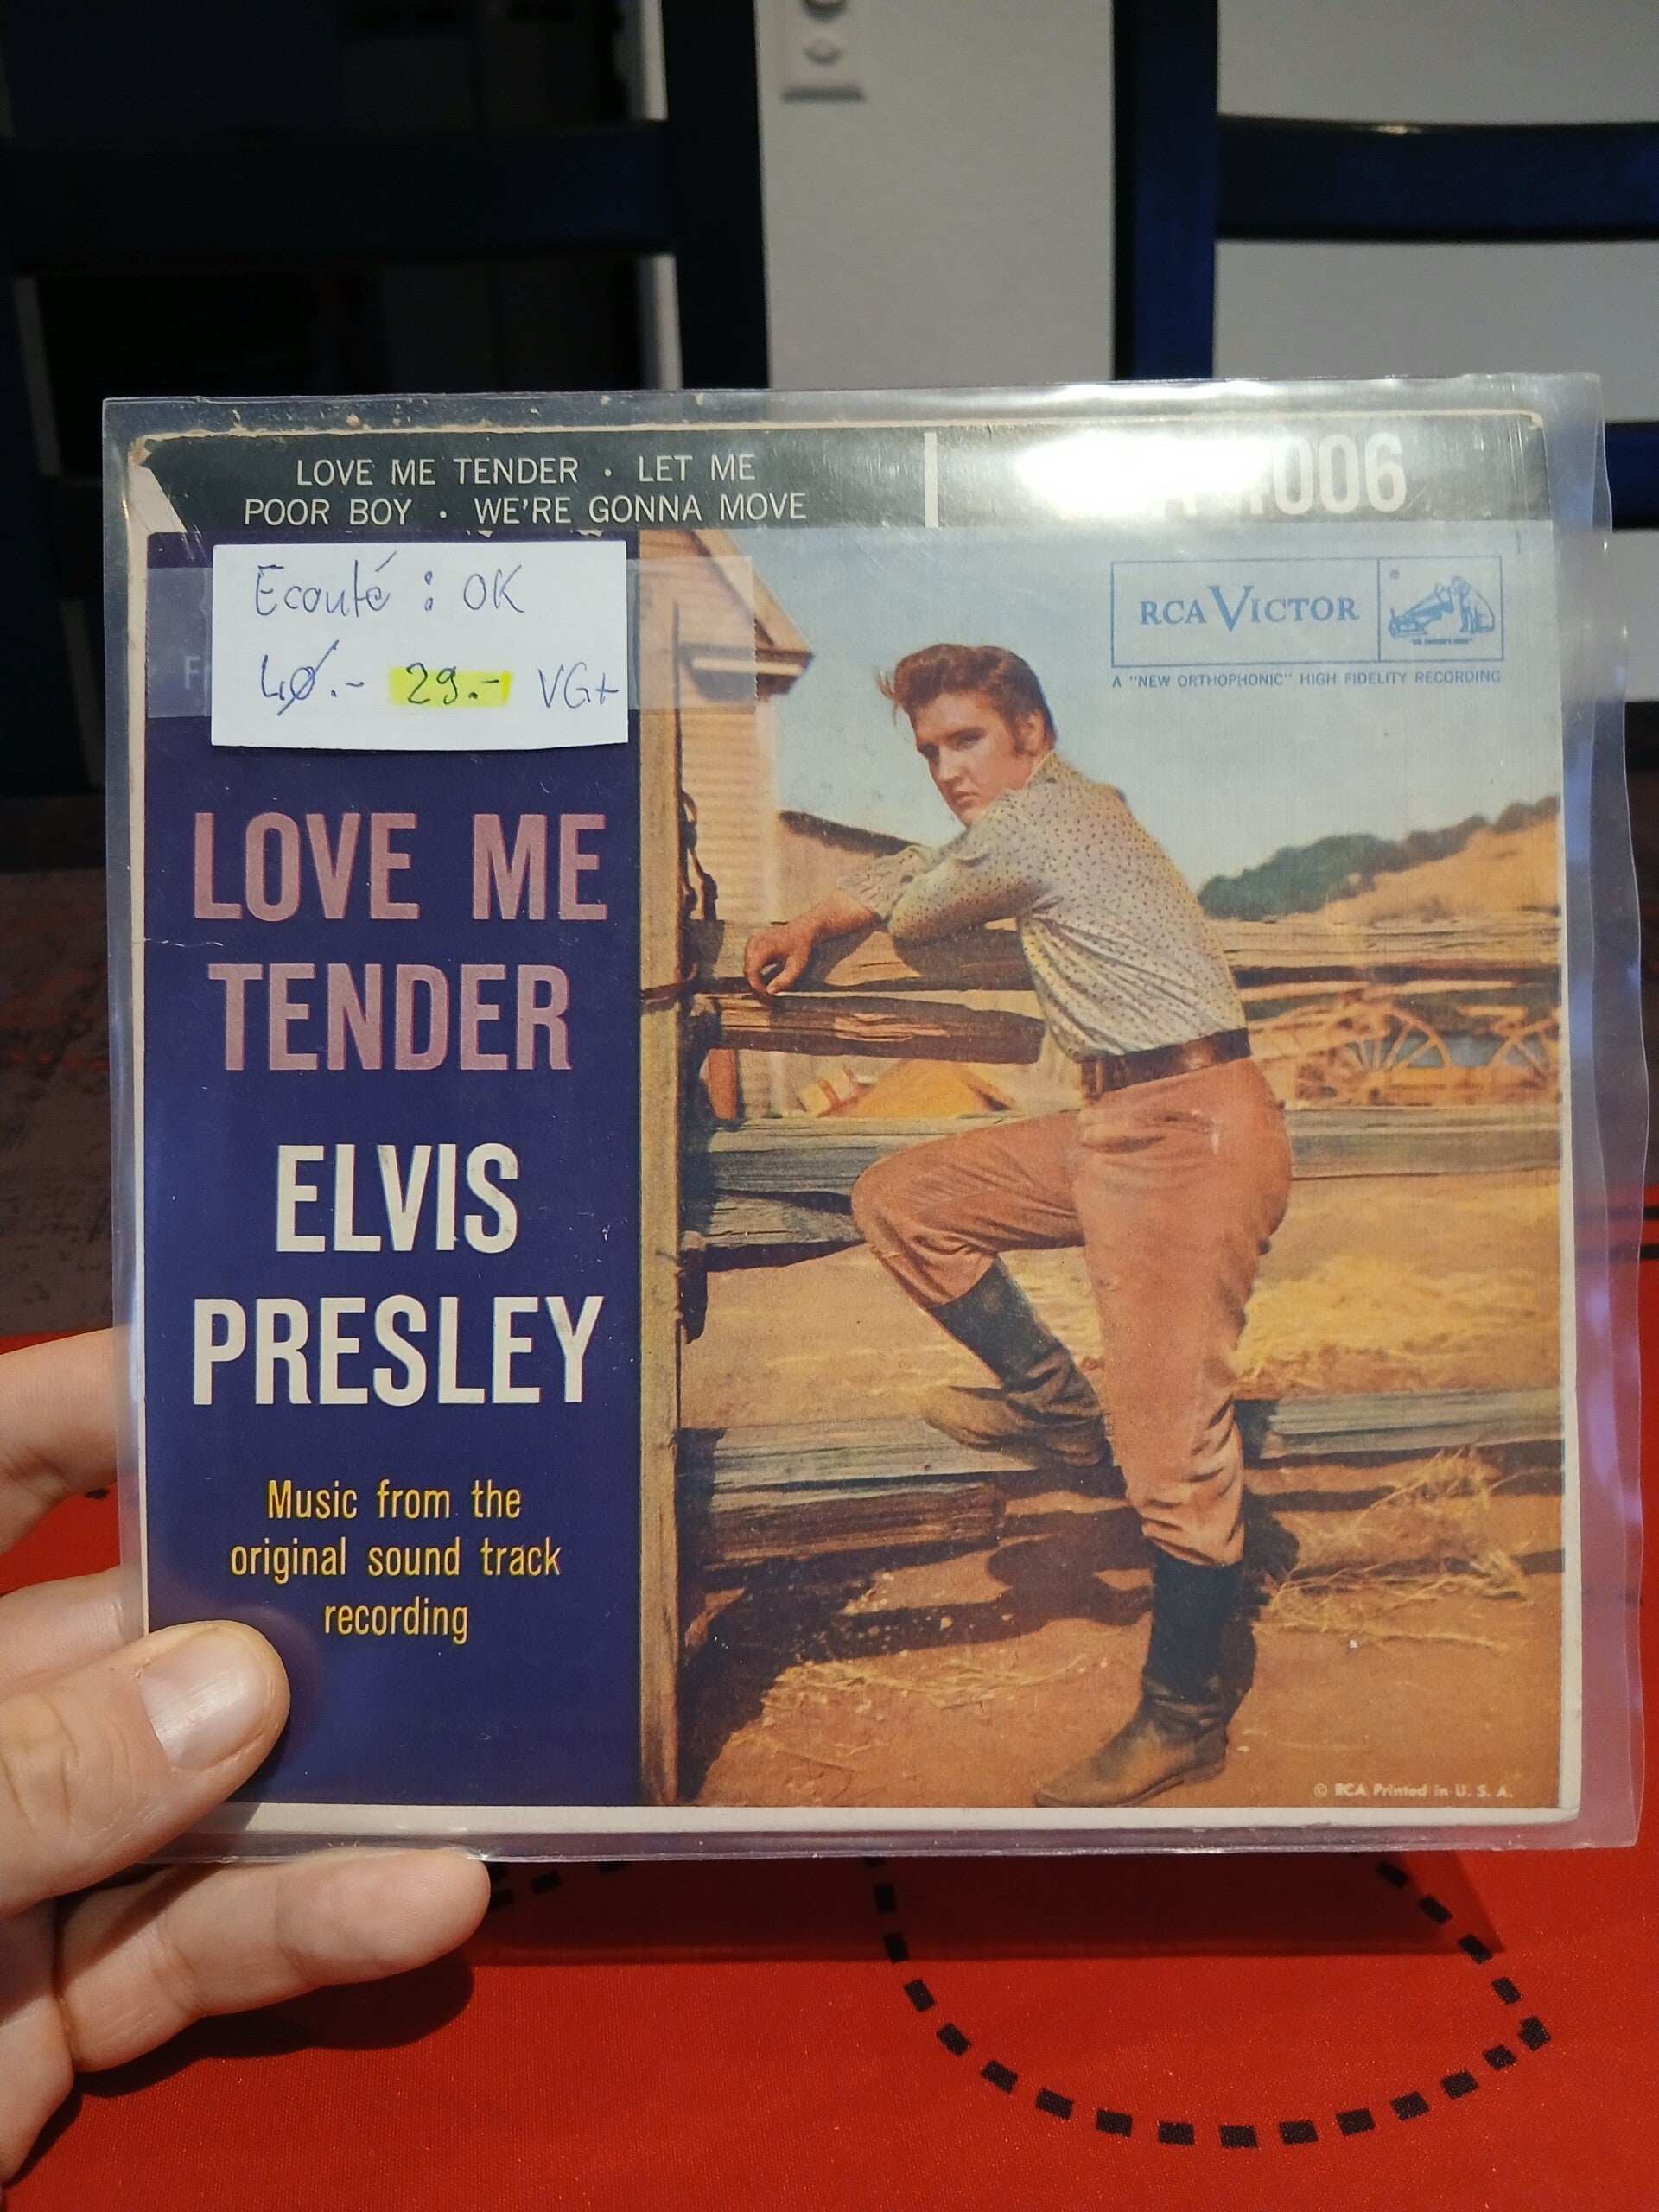 LOVE ME TENDER · LET ME
POOR BOY · WE'RE GONNA MOVE
006
Ecouté : OK
40.- 29.- VG+
RCA VICTOR
A "NEW ORTHOPHONIC" HIGH FIDELITY RECORDING
LOVE ME
TENDER
ELVIS
PRESLEY
Music from the
original sound track
recording
© RCA Printed in U. S. A.